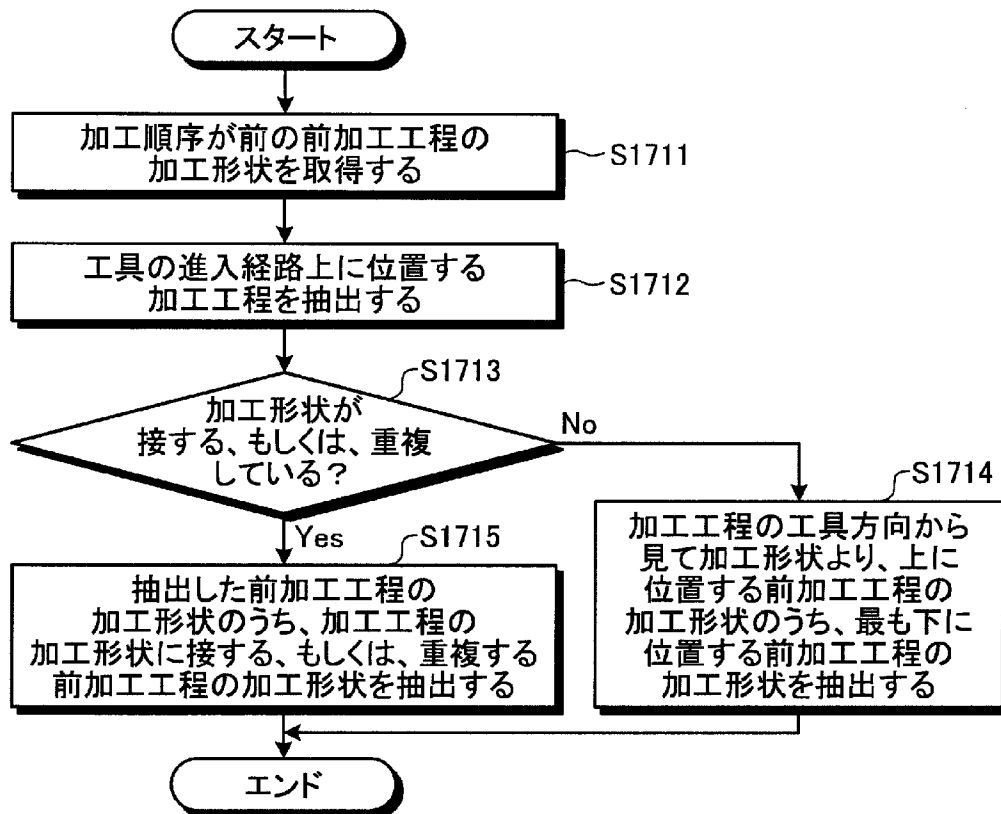 スタート
加工順序が前の前加工工程の
加工形状を取得する
S1711
工具の進入経路上に位置する
加工工程を抽出する
S1712
S1713
加工形状が
接する、もしくは、重複
している？
No
Yes
S1714
加工工程の工具方向から
見て加工形状より、上に
位置する前加工工程の
加工形状のうち、最も下に
位置する前加工工程の
加工形状を抽出する
S1715
抽出した前加工工程の
加工形状のうち、加工工程の
加工形状に接する、もしくは、重複する
前加工工程の加工形状を抽出する
エンド